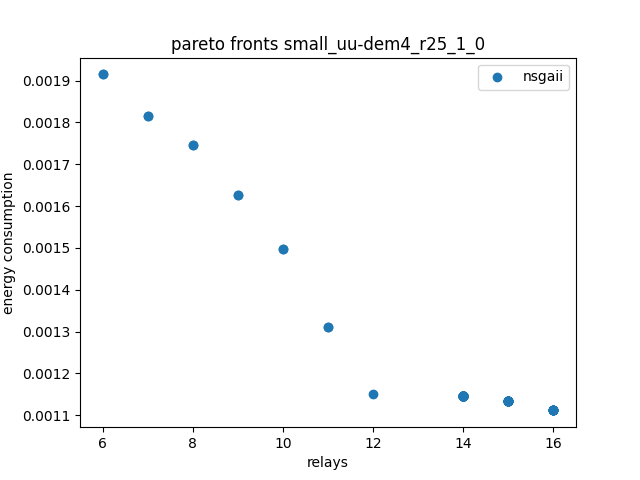 pareto fronts small_uu-dem4_r25_1_0
nsgaii
energy consumption
0.0019
0.0018
0.0017
0.0016
0.0015
0.0014
0.0013
0.0012
0.0011
6 8 10 12 14 16
relays